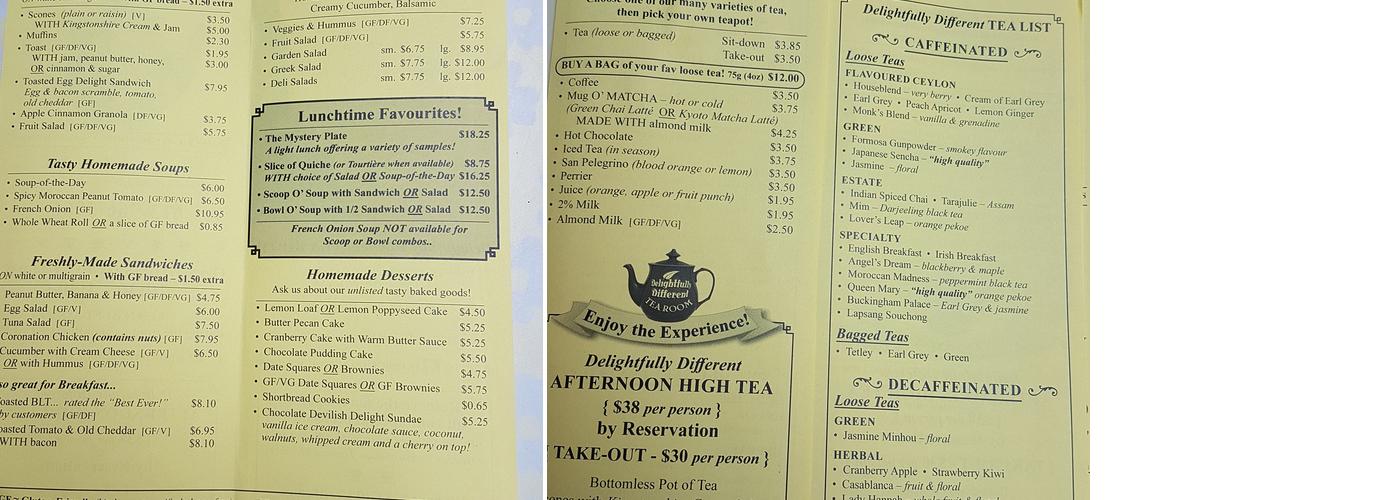 With GF bread – $1.50 extra
• Scones (plain or raisin) [V] $3.50
WITH Kingstonshire Cream & Jam $5.00
• Muffins $2.30
• Toast [GF/DF/VG] $1.95
WITH jam, peanut butter, honey, $3.75
OR cinnamon & sugar
• Toasted Egg Delight Sandwich $7.95
Egg & bacon scramble, tomato,
old cheddar [GF]
• Apple Cinnamon Granola [DF/VG] $3.75
• Fruit Salad [GF/DF/VG] $5.75
Tasty Homemade Soups
• Soup-of-the-Day $6.00
• Spicy Moroccan Peanut Tomato [GF/DF/VG] $6.50
• French Onion [GF] $10.95
• Whole Wheat Roll OR a slice of GF bread $0.85
Freshly-Made Sandwiches
ON white or multigrain • With GF bread – $1.50 extra
Peanut Butter, Banana & Honey [GF/DF/VG] $4.75
Egg Salad [GF/V] $6.00
Tuna Salad [GF] $7.50
Coronation Chicken (contains nuts) [GF] $7.95
Cucumber with Cream Cheese [GF/V] $6.50
OR with Hummus [GF/DF/VG]
so great for Breakfast...
oasted BLT... rated the “Best Ever!” $8.10
by customers [GF/DF]
oasted Tomato & Old Cheddar [GF/V] $6.95
WITH bacon $8.10
Creamy Cucumber, Balsamic
• Veggies & Hummus [GF/DF/VG] $7.25
• Fruit Salad [GF/DF/VG] $5.75
• Garden Salad sm. $6.75 lg. $8.95
• Greek Salad sm. $7.75 lg. $12.00
• Deli Salads sm. $7.75 lg. $12.00
Lunchtime Favourites!
• The Mystery Plate $18.25
A light lunch offering a variety of samples!
• Slice of Quiche (or Tourtière when available) $8.75
WITH choice of Salad OR Soup-of-the-Day $16.25
• Scoop O’ Soup with Sandwich OR Salad $12.50
• Bowl O’ Soup with 1/2 Sandwich OR Salad $12.50
French Onion Soup NOT available for
Scoop or Bowl combos..
Homemade Desserts
Ask us about our unlisted tasty baked goods!
• Lemon Loaf OR Lemon Poppyseed Cake $4.50
• Butter Pecan Cake $5.25
• Cranberry Cake with Warm Butter Sauce $5.25
• Chocolate Pudding Cake $5.50
• Date Squares OR Brownies $4.75
• GF/VG Date Squares OR GF Brownies $5.75
• Shortbread Cookies $0.65
• Chocolate Devilish Delight Sundae $5.25
vanilla ice cream, chocolate sauce, coconut,
walnuts, whipped cream and a cherry on top!
Choose one of our many varieties of tea,
then pick your own teapot!
• Tea (loose or bagged) Sit-down $3.85
Take-out $3.50
BUY A BAG of your fav loose tea! 75g (4oz) $12.00
• Coffee $3.50
• Mug O’ MATCHA – hot or cold $3.75
(Green Chai Latté OR Kyoto Matcha Latté)
MADE WITH almond milk $4.25
• Hot Chocolate $3.50
• Iced Tea (in season) $3.75
• San Pelegrino (blood orange or lemon) $3.50
• Perrier $3.50
• Juice (orange, apple or fruit punch) $1.95
• 2% Milk $1.95
• Almond Milk [GF/DF/VG] $2.50
Delightfully
Different
TEA ROOM
Enjoy the Experience!
Delightfully Different
AFTERNOON HIGH TEA
{ $38 per person }
by Reservation
TAKE-OUT - $30 per person }
Bottomless Pot of Tea
Delightfully Different TEA LIST
CAFFEINATED
Loose Teas
FLAVOURED CEYLON
• Houseblend – very berry • Cream of Earl Grey
• Earl Grey • Peach Apricot • Lemon Ginger
• Monk’s Blend – vanilla & grenadine
GREEN
• Formosa Gunpowder – smokey flavour
• Japanese Sencha – “high quality”
• Jasmine – floral
ESTATE
• Indian Spiced Chai • Tarajulie – Assam
• Mim – Darjeeling black tea
• Lover’s Leap – orange pekoe
SPECIALTY
• English Breakfast • Irish Breakfast
• Angel’s Dream – blackberry & maple
• Moroccan Madness – peppermint black tea
• Queen Mary – “high quality” orange pekoe
• Buckingham Palace – Earl Grey & jasmine
• Lapsang Souchong
Bagged Teas
• Tetley • Earl Grey • Green
DECAFFEINATED
Loose Teas
GREEN
• Jasmine Minhou – floral
HERBAL
• Cranberry Apple • Strawberry Kiwi
• Casablanca – fruit & floral
• Lady Hannah